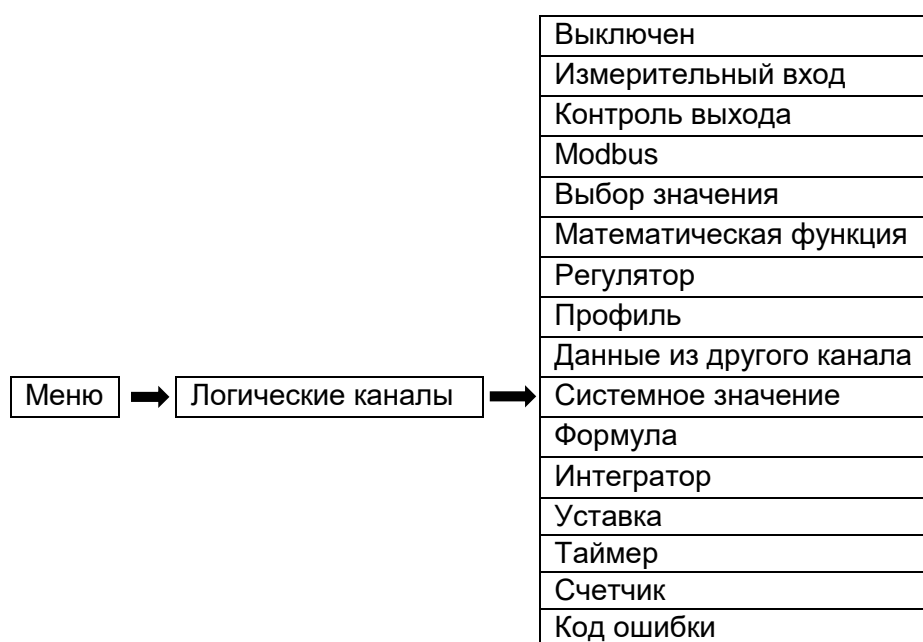 Выключен
Измерительный вход
Контроль выхода
Modbus
Выбор значения
Математическая функция
Регулятор
Профиль
Данные из другого канала
Меню
Логические каналы
Системное значение
Формула
Интегратор
Уставка
Таймер
Счетчик
Код ошибки